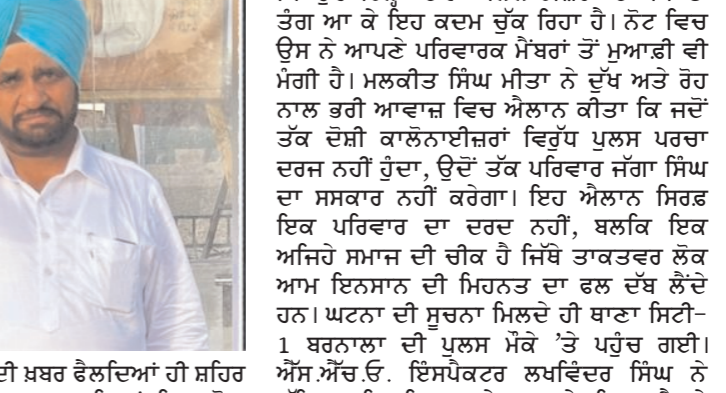 ਤੰਗ ਆ ਕੇ ਇਹ ਕਦਮ ਚੁੱਕ ਰਿਹਾ ਹੈ। ਨੋਟ ਵਿਚ
ਉਸ ਨੇ ਆਪਣੇ ਪਰਿਵਾਰਕ ਮੈਂਬਰਾਂ ਤੋਂ ਮੁਆਫ਼ੀ ਵੀ
ਮੰਗੀ ਹੈ। ਮਲਕੀਤ ਸਿੰਘ ਮੀਤਾ ਨੇ ਦੁੱਖ ਅਤੇ ਰੋਹ
ਨਾਲ ਭਰੀ ਆਵਾਜ਼ ਵਿਚ ਐਲਾਨ ਕੀਤਾ ਕਿ ਜਦੋਂ
ਤੱਕ ਦੋਸ਼ੀ ਕਾਲੋਨਾਈਜ਼ਰਾਂ ਵਿਰੁੱਧ ਪੁਲਸ ਪਰਚਾ
ਦਰਜ ਨਹੀਂ ਹੁੰਦਾ, ਉਦੋਂ ਤੱਕ ਪਰਿਵਾਰ ਜੱਗਾ ਸਿੰਘ
ਦਾ ਸਸਕਾਰ ਨਹੀਂ ਕਰੇਗਾ। ਇਹ ਐਲਾਨ ਸਿਰਫ਼
ਇਕ ਪਰਿਵਾਰ ਦਾ ਦਰਦ ਨਹੀਂ, ਬਲਕਿ ਇਕ
ਅਜਿਹੇ ਸਮਾਜ ਦੀ ਚੀਕ ਹੈ ਜਿੱਥੇ ਤਾਕਤਵਰ ਲੋਕ
ਆਮ ਇਨਸਾਨ ਦੀ ਮਿਹਨਤ ਦਾ ਫਲ ਦੱਬ ਲੈਂਦੇ
ਹਨ। ਘਟਨਾ ਦੀ ਸੂਚਨਾ ਮਿਲਦੇ ਹੀ ਥਾਣਾ ਸਿਟੀ-
1 ਬਰਨਾਲਾ ਦੀ ਪੁਲਸ ਮੌਕੇ 'ਤੇ ਪਹੁੰਚ ਗਈ।
ਐੱਸ.ਐੱਚ.ਓ. ਇੰਸਪੈਕਟਰ ਲਖਵਿੰਦਰ ਸਿੰਘ ਨੇ
ਦੀ ਖ਼ਬਰ ਫੈਲਦਿਆਂ ਹੀ ਸ਼ਹਿਰ